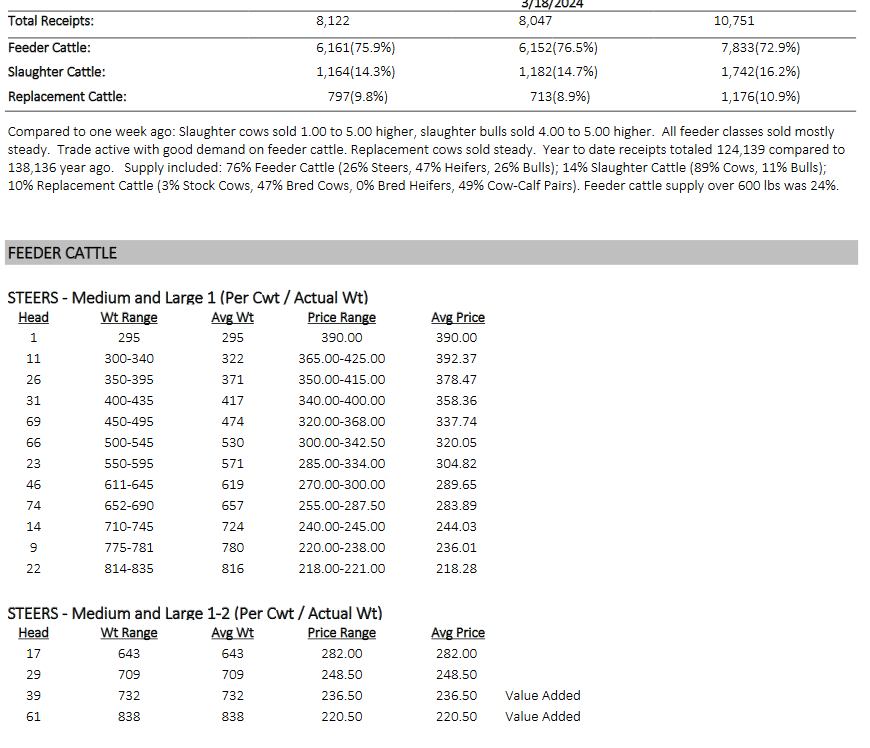 3/18/2024
Total Receipts: 8,122 8,047 10,751
Feeder Cattle: 6,161(75.9%) 6,152(76.5%) 7,833(72.9%)
Slaughter Cattle: 1,164(14.3%) 1,182(14.7%) 1,742(16.2%)
Replacement Cattle: 797(9.8%) 713(8.9%) 1,176(10.9%)
Compared to one week ago: Slaughter cows sold 1.00 to 5.00 higher, slaughter bulls sold 4.00 to 5.00 higher. All feeder classes sold mostly
steady. Trade active with good demand on feeder cattle. Replacement cows sold steady. Year to date receipts totaled 124,139 compared to
138,136 year ago. Supply included: 76% Feeder Cattle (26% Steers, 47% Heifers, 26% Bulls); 14% Slaughter Cattle (89% Cows, 11% Bulls);
10% Replacement Cattle (3% Stock Cows, 47% Bred Cows, 0% Bred Heifers, 49% Cow-Calf Pairs). Feeder cattle supply over 600 lbs was 24%.
FEEDER CATTLE
STEERS - Medium and Large 1 (Per Cwt / Actual Wt)
Head Wt Range Avg Wt Price Range Avg Price
1 295 295 390.00 390.00
11 300-340 322 365.00-425.00 392.37
26 350-395 371 350.00-415.00 378.47
31 400-435 417 340.00-400.00 358.36
69 450-495 474 320.00-368.00 337.74
66 500-545 530 300.00-342.50 320.05
23 550-595 571 285.00-334.00 304.82
46 611-645 619 270.00-300.00 289.65
74 652-690 657 255.00-287.50 283.89
14 710-745 724 240.00-245.00 244.03
9 775-781 780 220.00-238.00 236.01
22 814-835 816 218.00-221.00 218.28
STEERS - Medium and Large 1-2 (Per Cwt / Actual Wt)
Head Wt Range Avg Wt Price Range Avg Price
17 643 643 282.00 282.00
29 709 709 248.50 248.50
39 732 732 236.50 236.50 Value Added
61 838 838 220.50 220.50 Value Added